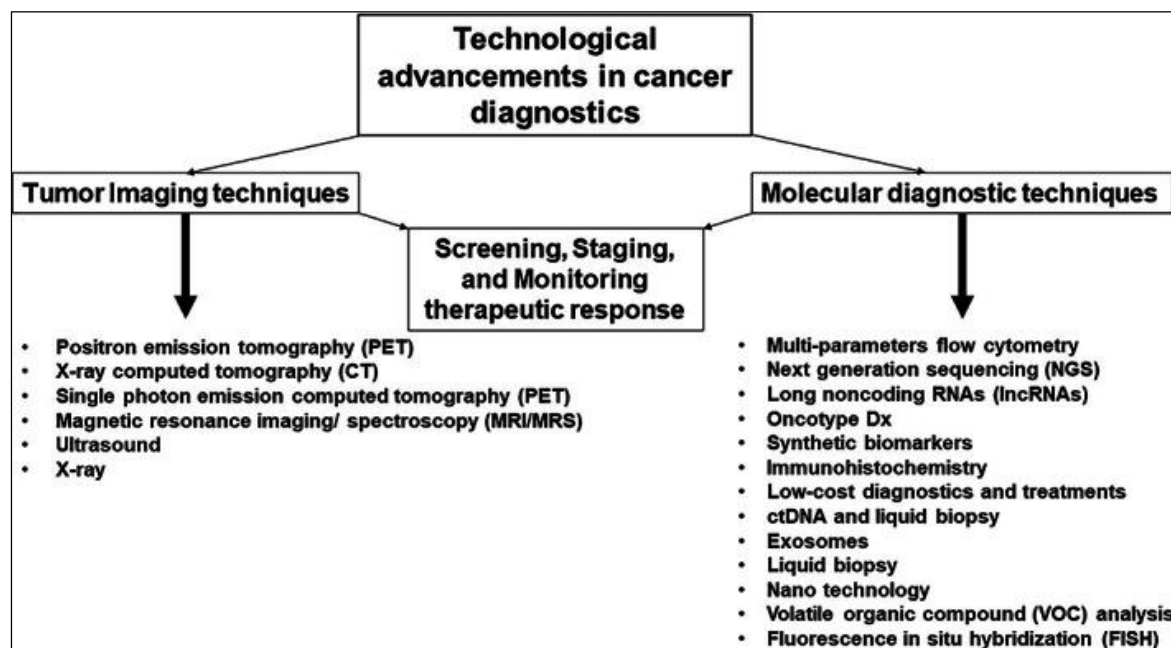 Technological
advancements in cancer
diagnostics
Tumor Imaging techniques
Molecular diagnostic techniques
Screening, Staging,
and Monitoring
therapeutic response
• Positron emission tomography (PET)
• X-ray computed tomography (CT)
• Single photon emission computed tomography (PET)
• Magnetic resonance imaging/ spectroscopy (MRI/MRS)
• Ultrasound
• X-ray
• Multi-parameters flow cytometry
• Next generation sequencing (NGS)
• Long noncoding RNAs (lncRNAs)
• Oncotype Dx
• Synthetic biomarkers
• Immunohistochemistry
• Low-cost diagnostics and treatments
• ctDNA and liquid biopsy
• Exosomes
• Liquid biopsy
• Nano technology
• Volatile organic compound (VOC) analysis
• Fluorescence in situ hybridization (FISH)